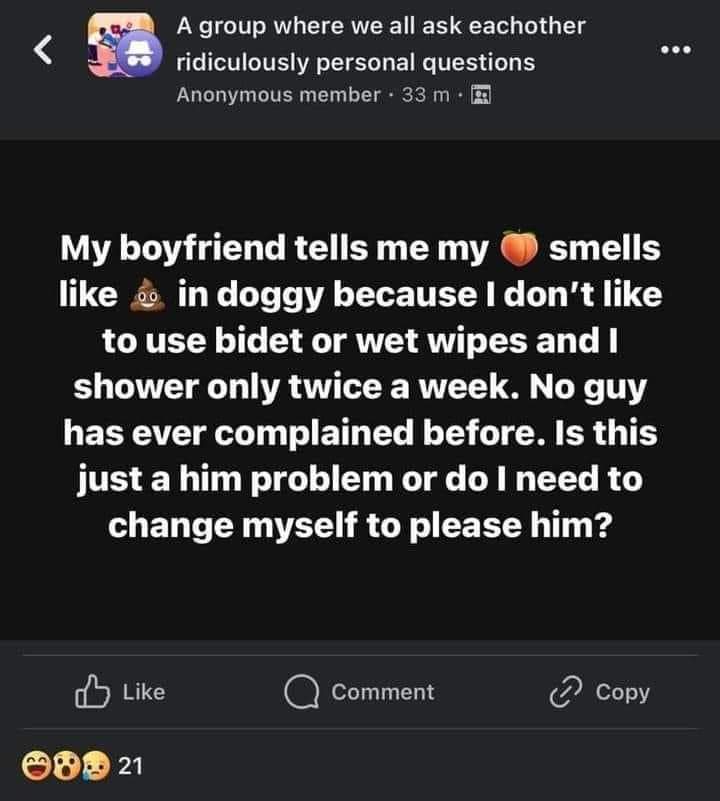 A group where we all ask eachother
ridiculously personal questions
Anonymous member · 33 m ·
My boyfriend tells me my 🍑 smells
like 💩 in doggy because I don't like
to use bidet or wet wipes and I
shower only twice a week. No guy
has ever complained before. Is this
just a him problem or do I need to
change myself to please him?
Like Comment Copy
21